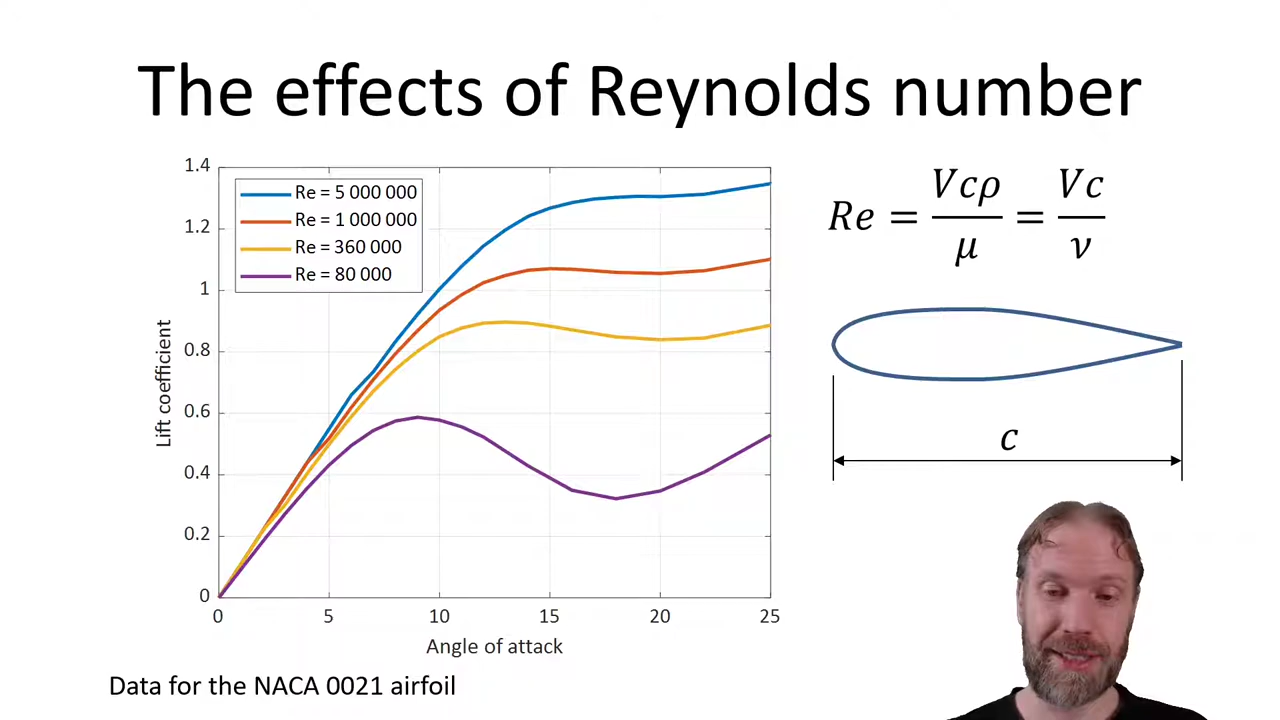 The effects of Reynolds number
1.4
1.2
1
0.8
0.6
0.4
0.2
0
Lift coefficient
Re = 5 000 000
Re = 1 000 000
Re = 360 000
Re = 80 000
0 5 10 15 20 25
Angle of attack
Data for the NACA 0021 airfoil
Re = Vcρ/μ = Vc/ν
c